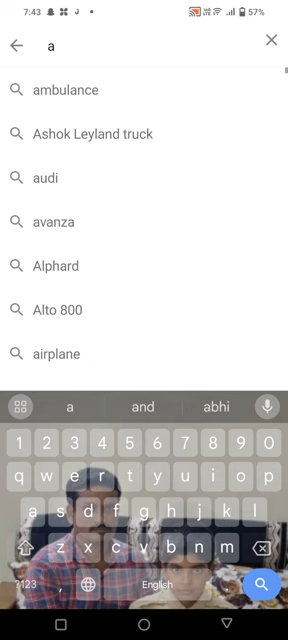 7:43
57%
a
ambulance
Ashok Leyland truck
audi
avanza
Alphard
Alto 800
airplane
a and abhi
1 2 3 4 5 6 7 8 9 0
q w e r t y u i o p
a s d f g h j k l
z x c v b n m
?123 , English .